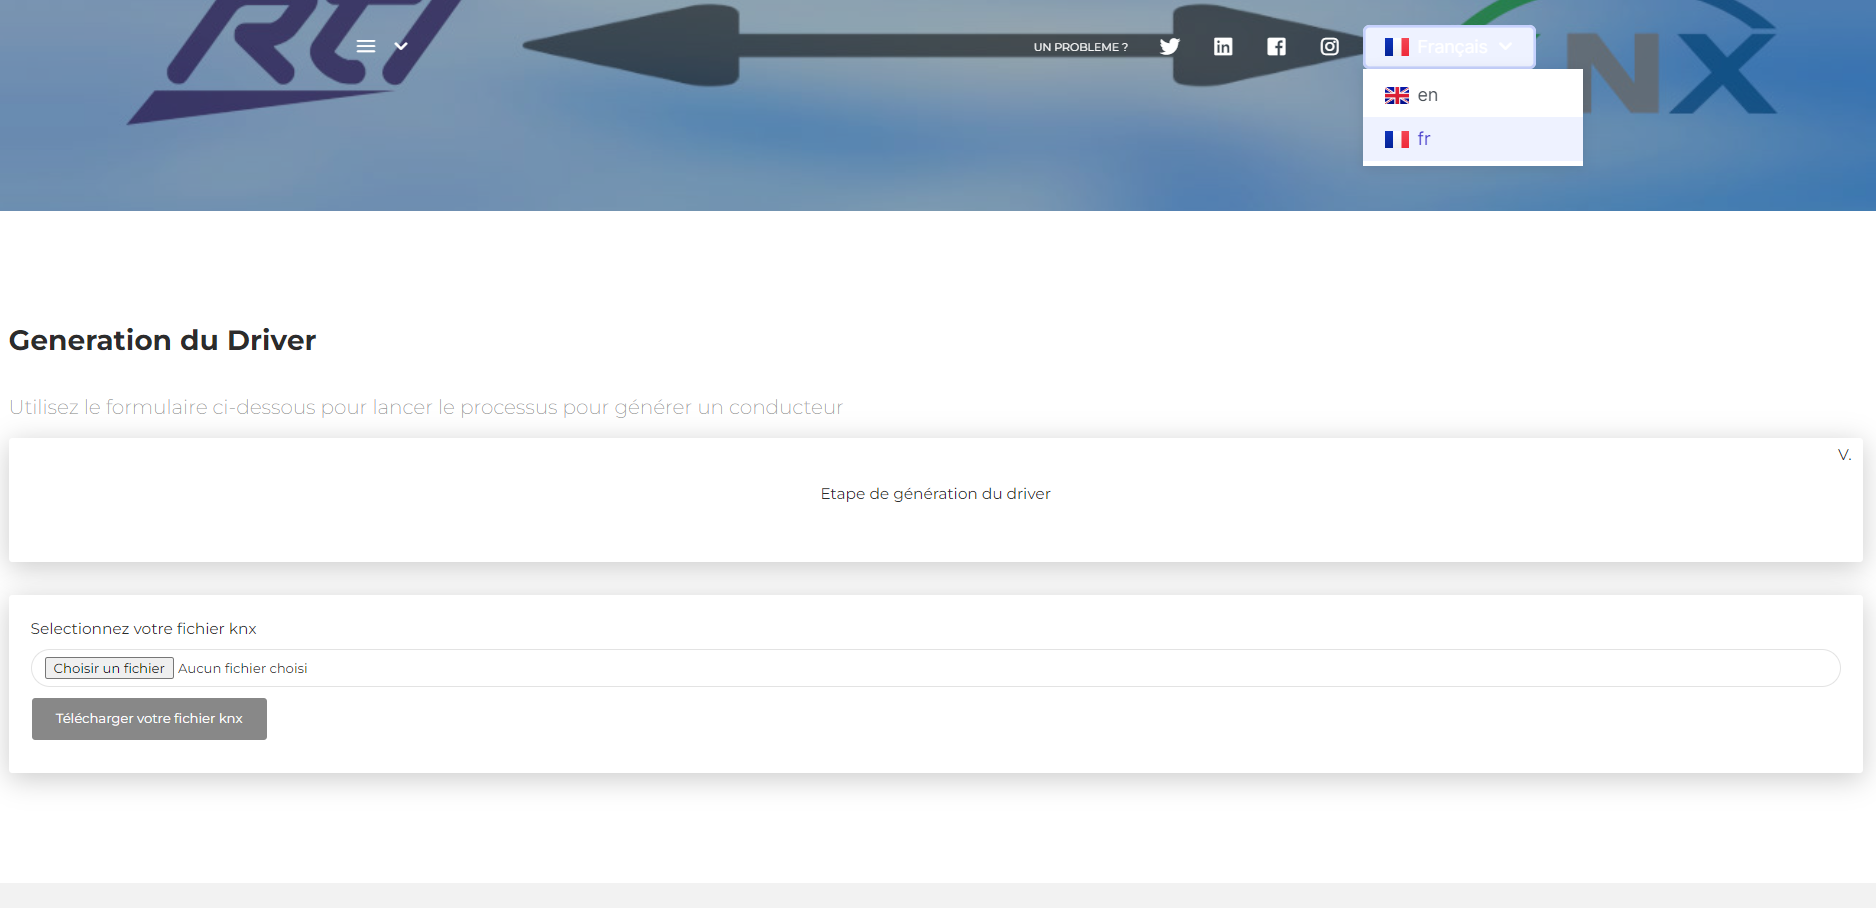 RTI
UN PROBLEME ?
Français
NX
en
fr
Generation du Driver
Utilisez le formulaire ci-dessous pour lancer le processus pour générer un conducteur
V.
Etape de génération du driver
Selectionnez votre fichier knx
Choisir un fichier Aucun fichier choisi
Télécharger votre fichier knx